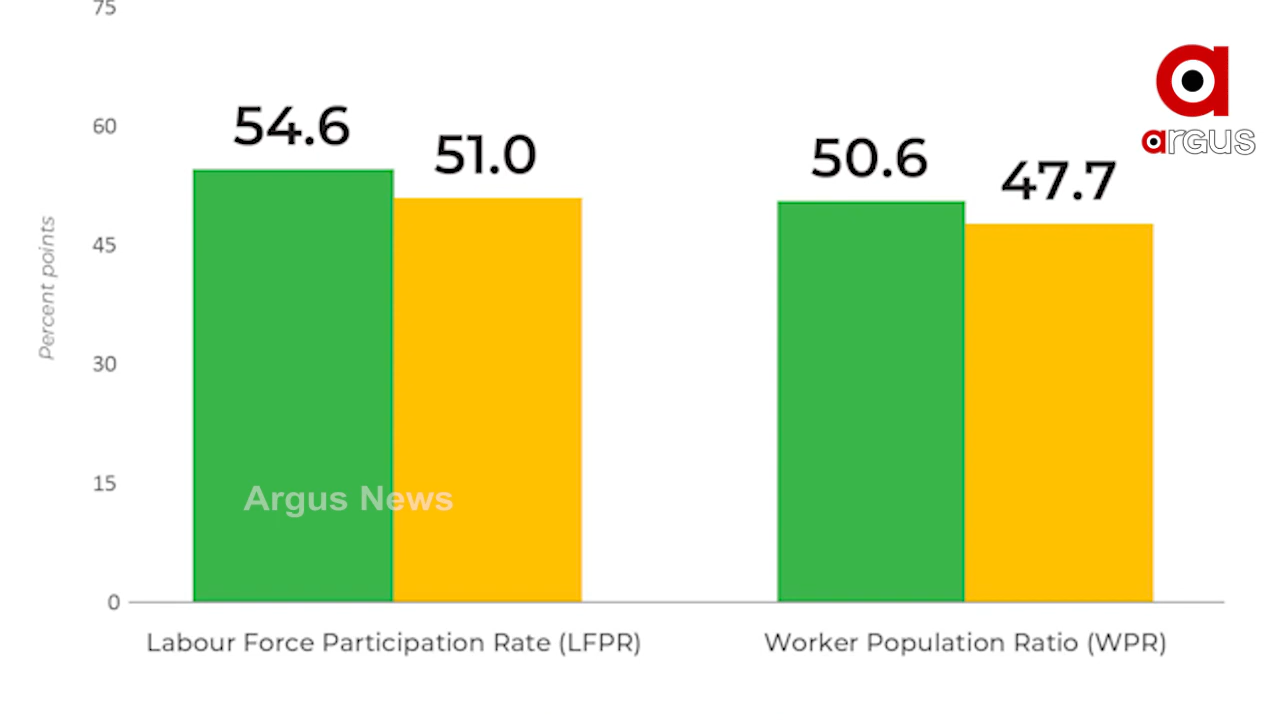 75
60
45
30
15
0
Percent points
54.6
51.0
50.6
47.7
argus
Argus News
Labour Force Participation Rate (LFPR)
Worker Population Ratio (WPR)